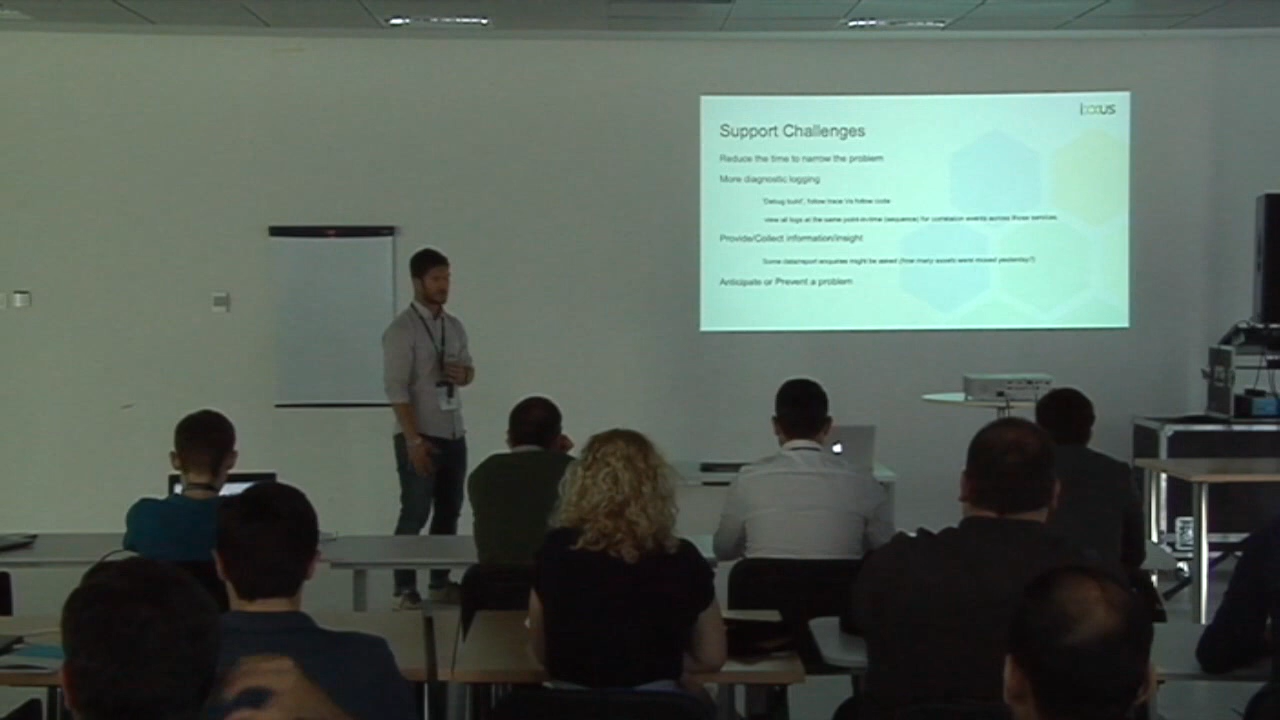 ixxus
Support Challenges
Reduce the time to narrow the problem
More diagnostic logging
'Debug build', follow trace Vs follow code
view all logs at the same point-in-time (sequence) for correlation events across those services
Provide/Collect information/insight
Some data/report enquires might be asked (how many assets were moved yesterday?)
Anticipate or Prevent a problem